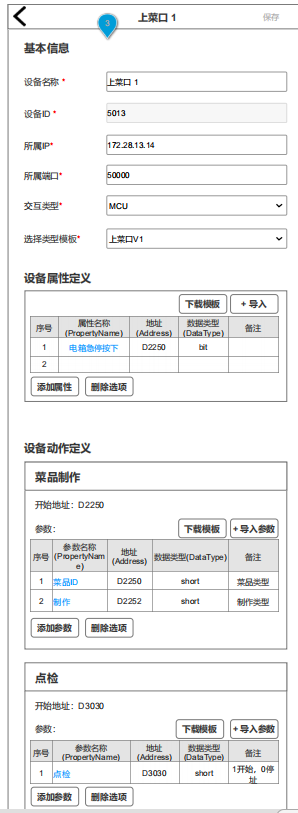 上菜口 1
保存
3
基本信息
设备名称 * 上菜口 1
设备ID * 5013
所属IP* 172.28.13.14
所属端口* 50000
交互类型* MCU
选择类型模板* 上菜口V1
设备属性定义
下载模板 + 导入
序号 属性名称 (PropertyName) 地址 (Address) 数据类型 (DataType) 备注
1 电箱急停按下 D2250 bit
2
添加属性 删除选项
设备动作定义
菜品制作
开始地址：D2250
参数： 下载模板 + 导入参数
序号 参数名称 (PropertyName) 地址 (Address) 数据类型(DataType) 备注
1 菜品ID D2250 short 菜品类型
2 制作 D2252 short 制作类型
添加参数 删除选项
点检
开始地址：D3030
参数： 下载模板 + 导入参数
序号 参数名称 (PropertyName) 地址 (Address) 数据类型 (DataType) 备注
1 点检 D3030 short 1开始，0停址
添加参数 删除选项